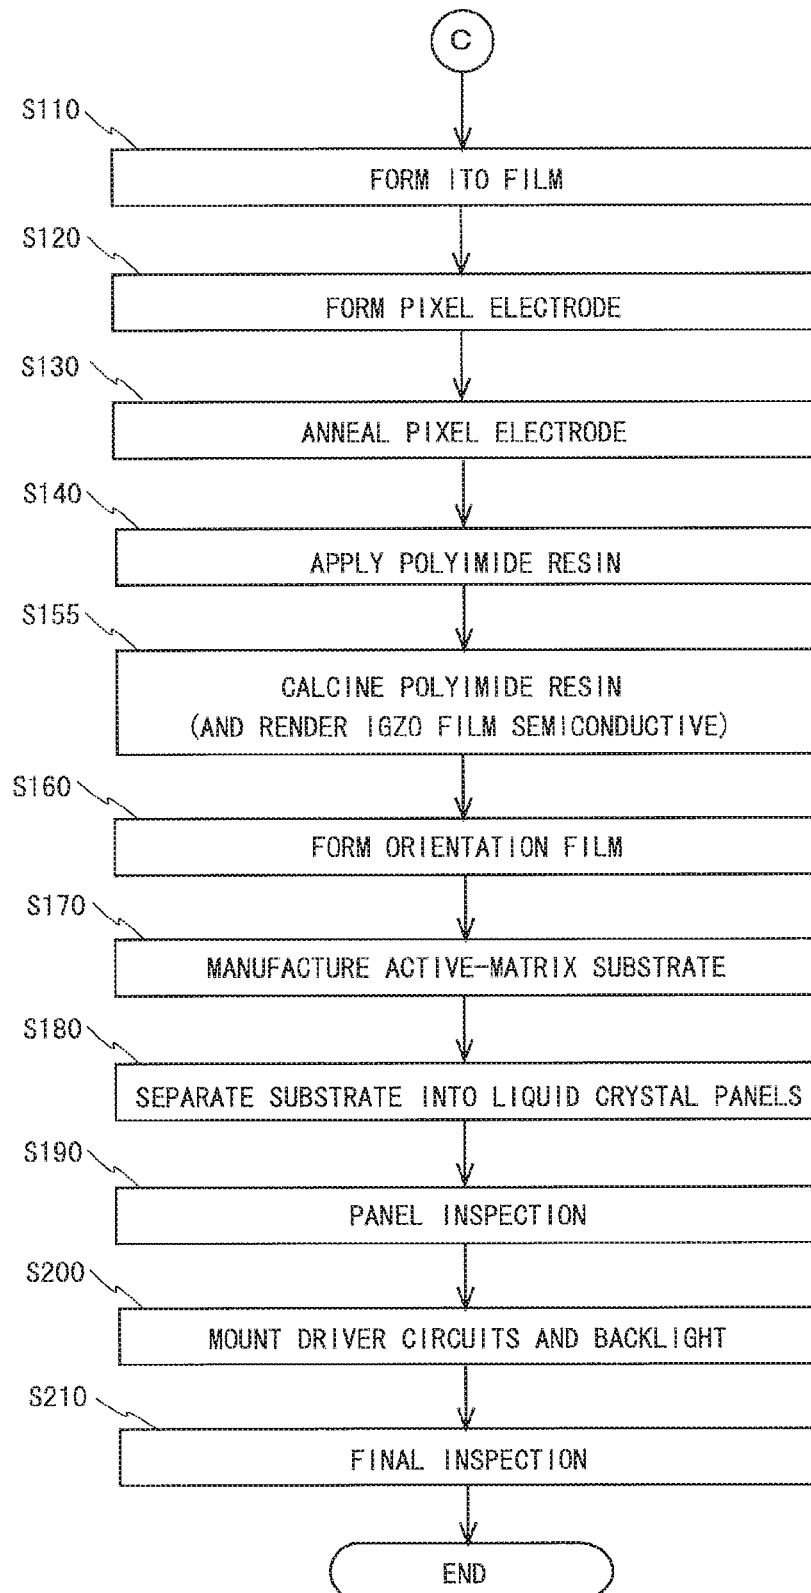 C
S110
FORM ITO FILM
S120
FORM PIXEL ELECTRODE
S130
ANNEAL PIXEL ELECTRODE
S140
APPLY POLYIMIDE RESIN
S155
CALCINE POLYIMIDE RESIN
(AND RENDER IGZO FILM SEMICONDUCTIVE)
S160
FORM ORIENTATION FILM
S170
MANUFACTURE ACTIVE-MATRIX SUBSTRATE
S180
SEPARATE SUBSTRATE INTO LIQUID CRYSTAL PANELS
S190
PANEL INSPECTION
S200
MOUNT DRIVER CIRCUITS AND BACKLIGHT
S210
FINAL INSPECTION
END